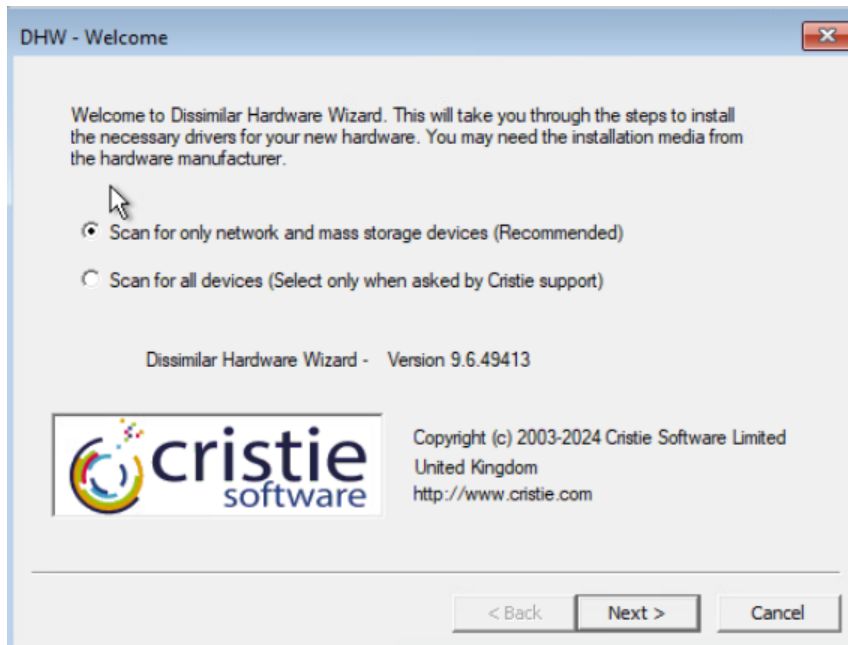 DHW - Welcome
Welcome to Dissimilar Hardware Wizard. This will take you through the steps to install
the necessary drivers for your new hardware. You may need the installation media from
the hardware manufacturer.
Scan for only network and mass storage devices (Recommended)
Scan for all devices (Select only when asked by Cristie support)
Dissimilar Hardware Wizard - Version 9.6.49413
cristie
software
Copyright (c) 2003-2024 Cristie Software Limited
United Kingdom
http://www.cristie.com
< Back Next > Cancel